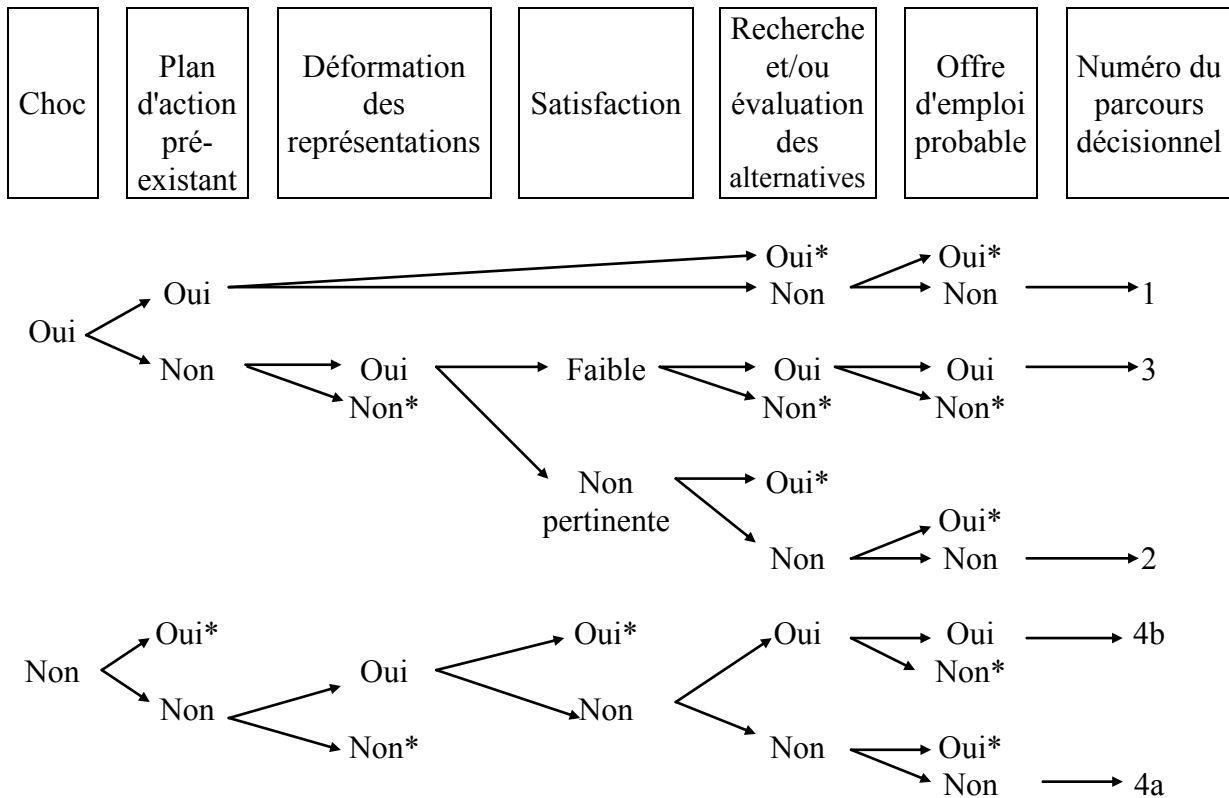 Choc
Plan
d'action
pré-
existant
Déformation
des
représentations
Satisfaction
Recherche
et/ou
évaluation
des
alternatives
Offre
d'emploi
probable
Numéro du
parcours
décisionnel
Oui* Oui*
Oui Non Non 1
Oui
Non Oui Faible Oui Oui 3
Non* Non* Non*
Non
pertinente
Oui*
Oui*
Non Non 2
Oui* Oui* Oui Oui 4b
Non Oui Non*
Non Non
Non* Non Oui*
Non 4a